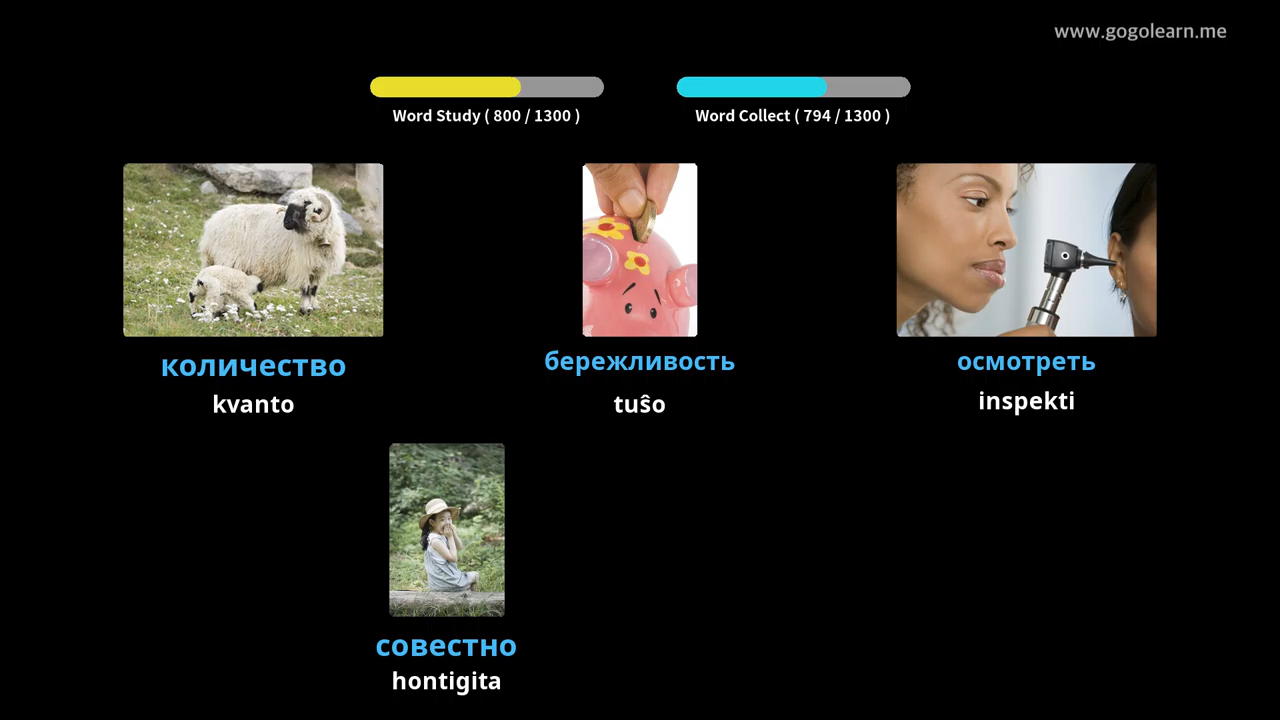 www.gogolearn.me
Word Study ( 800 / 1300 )
Word Collect ( 794 / 1300 )
количество
kvanto
бережливость
tuŝo
осмотреть
inspekti
совестно
hontigita